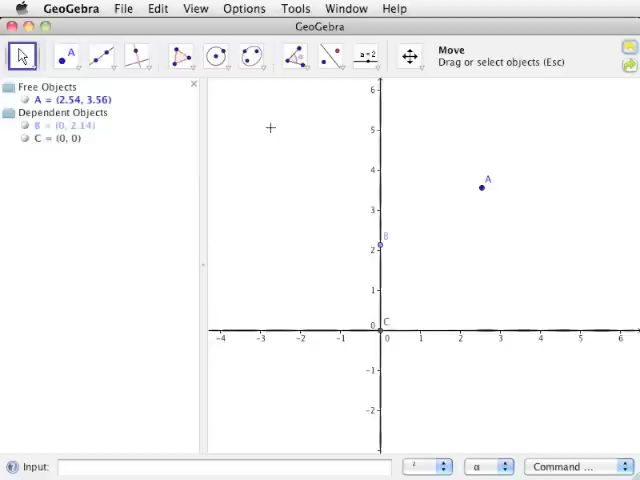 GeoGebra File Edit View Options Tools Window Help
GeoGebra
A
a = 2
Move
Drag or select objects (Esc)
Free Objects
A = (2.54, 3.56)
Dependent Objects
B = (0, 2.14)
C = (0, 0)
6
5
4
A
3
B
2
1
0
C
-4 -3 -2 -1 0 1 2 3 4 5 6
-1
-2
Input:
²
α
Command ...